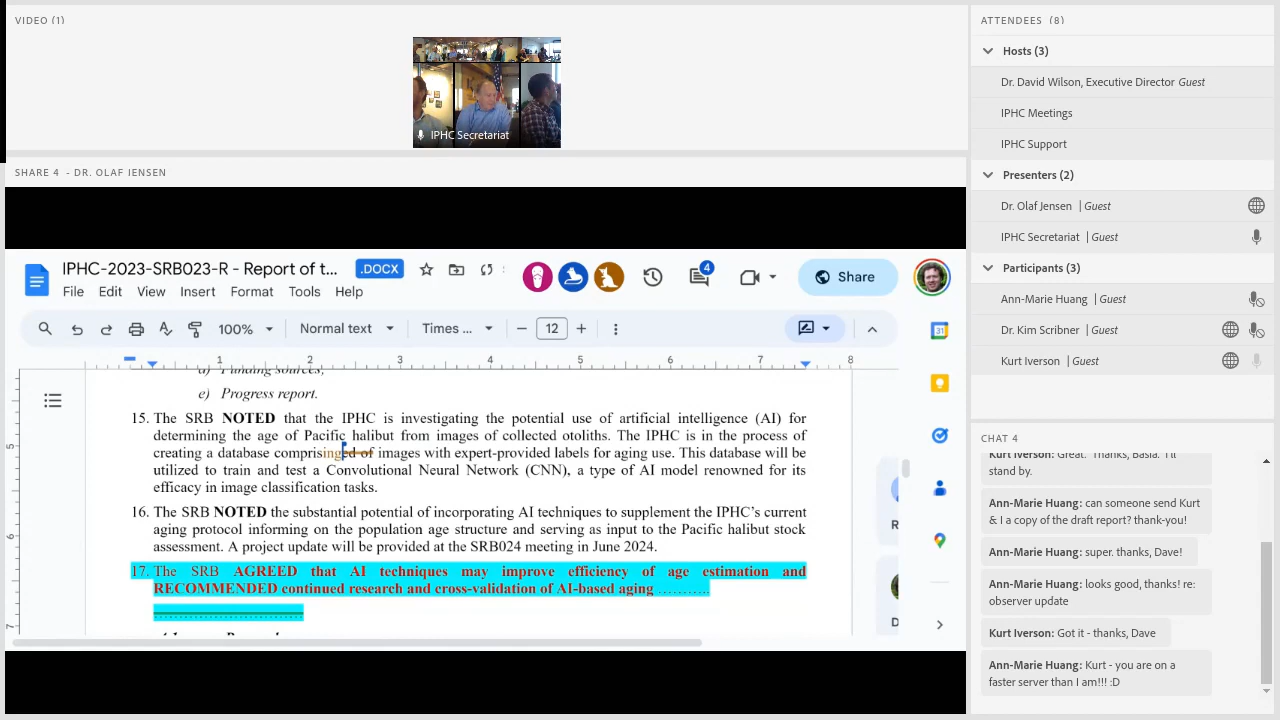 VIDEO (1)
IPHC Secretariat
SHARE 4 - DR. OLAF JENSEN
IPHC-2023-SRB023-R - Report of t...
.DOCX
4
Share
File Edit View Insert Format Tools Help
100% Normal text Times ... 12
31
1 2 3 4 5 6 7 8
d) Funding sources;
e) Progress report.
15. The SRB NOTED that the IPHC is investigating the potential use of artificial intelligence (AI) for
determining the age of Pacific halibut from images of collected otoliths. The IPHC is in the process of
creating a database comprisinged of images with expert-provided labels for aging use. This database will be
utilized to train and test a Convolutional Neural Network (CNN), a type of AI model renowned for its
efficacy in image classification tasks.
16. The SRB NOTED the substantial potential of incorporating AI techniques to supplement the IPHC's current
aging protocol informing on the population age structure and serving as input to the Pacific halibut stock
assessment. A project update will be provided at the SRB024 meeting in June 2024.
17. The SRB AGREED that AI techniques may improve efficiency of age estimation and
RECOMMENDED continued research and cross-validation of AI-based aging ...........
5
6
7
R
D
ATTENDEES (8)
Hosts (3)
Dr. David Wilson, Executive Director Guest
IPHC Meetings
IPHC Support
Presenters (2)
Dr. Olaf Jensen | Guest
IPHC Secretariat | Guest
Participants (3)
Ann-Marie Huang | Guest
Dr. Kim Scribner | Guest
Kurt Iverson | Guest
CHAT 4
Kurt Iverson: Great. Thanks, Basia. I'll
stand by.
Ann-Marie Huang: can someone send Kurt
& I a copy of the draft report? thank-you!
Ann-Marie Huang: super. thanks, Dave!
Ann-Marie Huang: looks good, thanks! re:
observer update
Kurt Iverson: Got it - thanks, Dave
Ann-Marie Huang: Kurt - you are on a
faster server than I am!!! :D